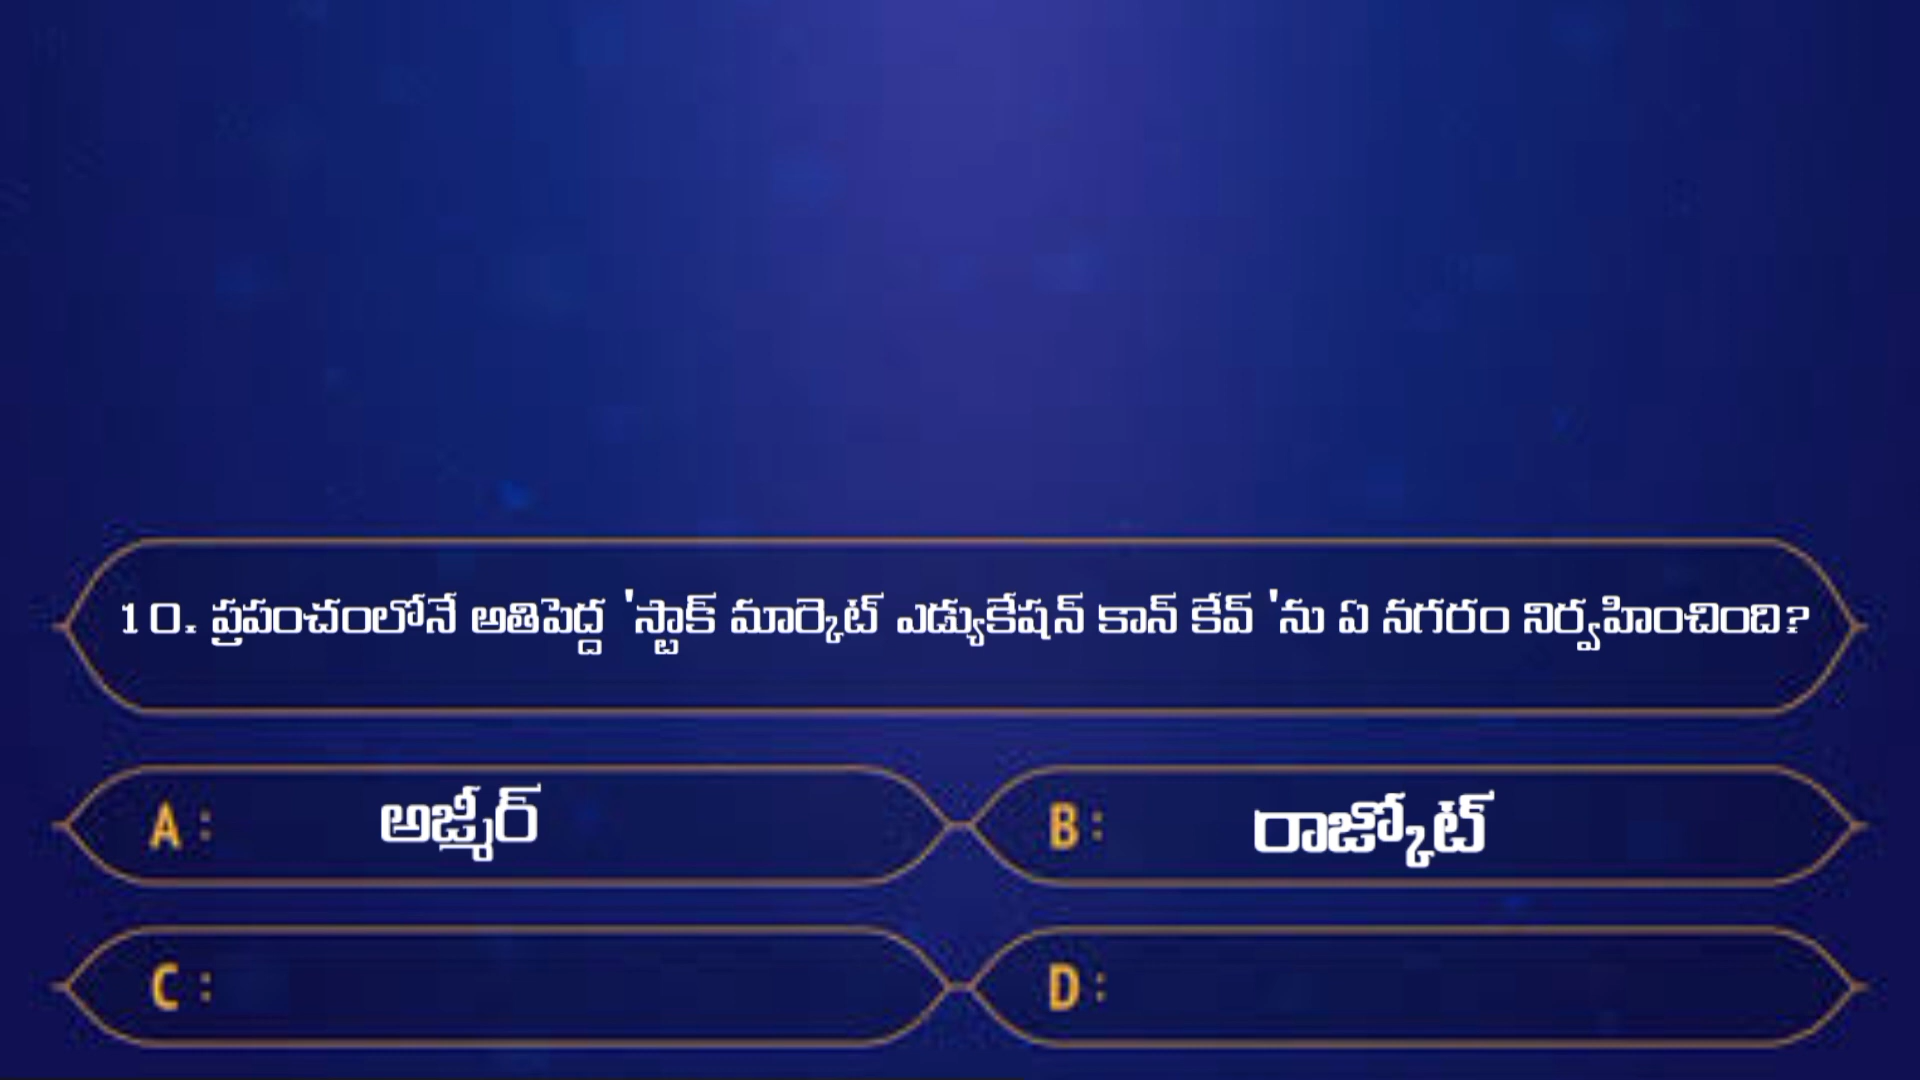 10. ప్రపంచంలోనే అతిపెద్ద 'స్టాక్ మార్కెట్ ఎడ్యుకేషన్ కాన్ కేవ్ 'ను ఏ నగరం నిర్వహించింది?
A : అజ్మీర్
B : రాజ్కోట్
C :
D :